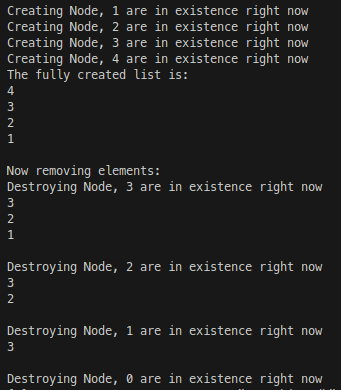 Creating Node, 1 are in existence right now
Creating Node, 2 are in existence right now
Creating Node, 3 are in existence right now
Creating Node, 4 are in existence right now
The fully created list is:
4
3
2
1
Now removing elements:
Destroying Node, 3 are in existence right now
3
2
1
Destroying Node, 2 are in existence right now
3
2
Destroying Node, 1 are in existence right now
3
Destroying Node, 0 are in existence right now